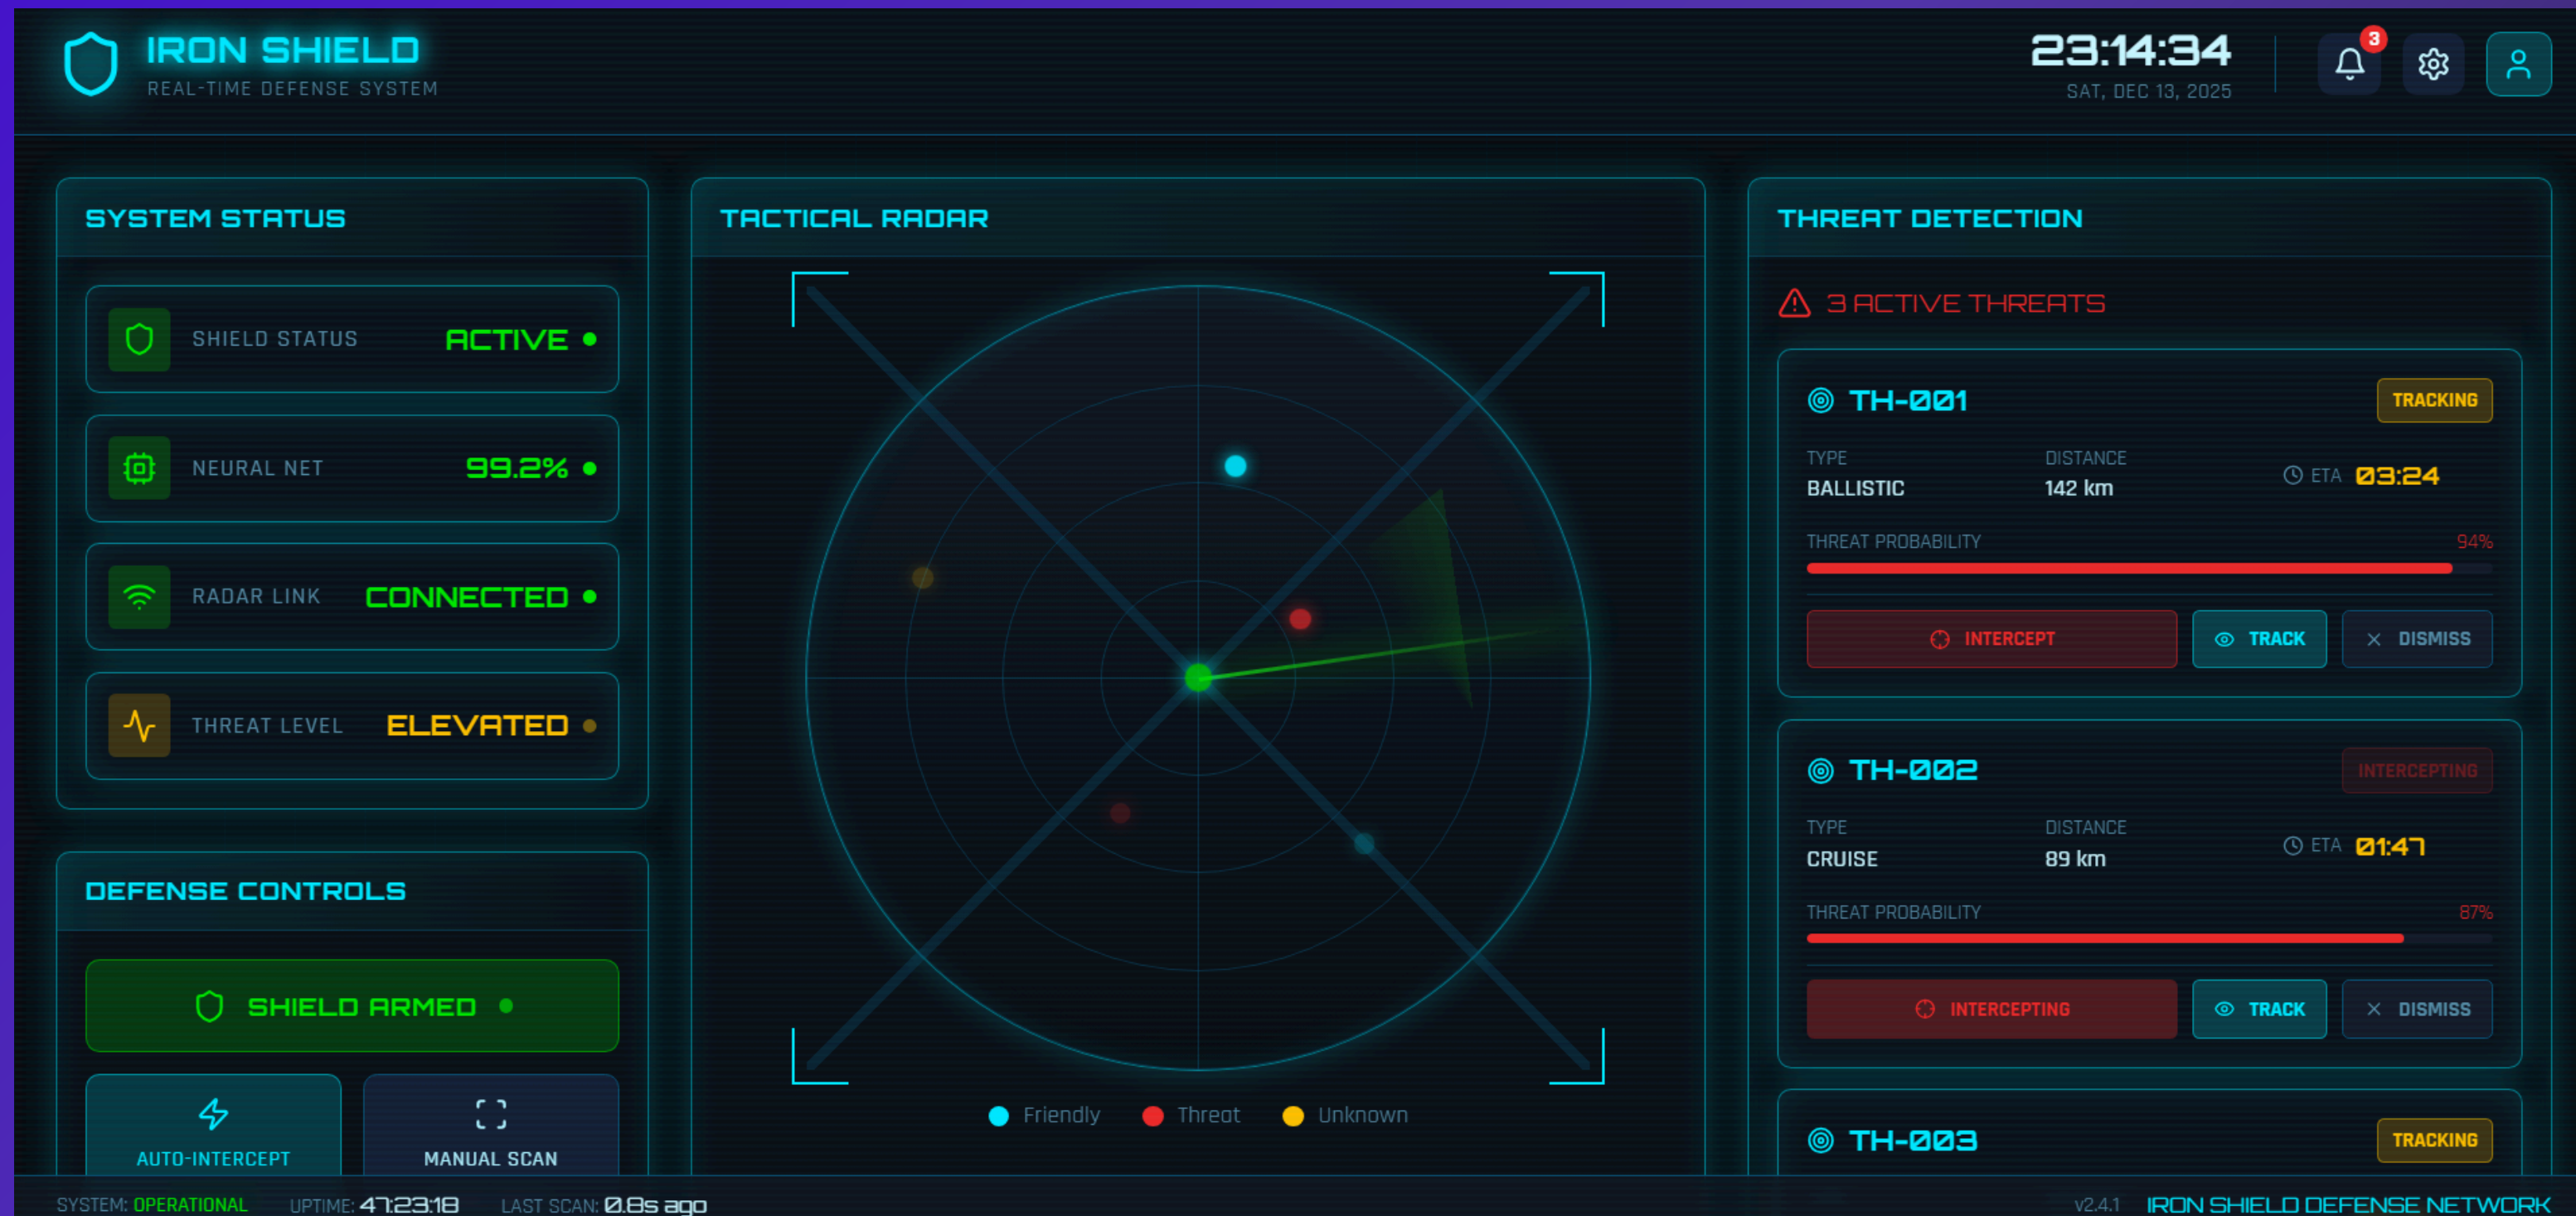 IRON SHIELD
REAL-TIME DEFENSE SYSTEM
23:14:34
SAT, DEC 13, 2025
3
SYSTEM STATUS
SHIELD STATUS ACTIVE
NEURAL NET 99.2%
RADAR LINK CONNECTED
THREAT LEVEL ELEVATED
DEFENSE CONTROLS
SHIELD ARMED
AUTO-INTERCEPT MANUAL SCAN
TACTICAL RADAR
Friendly Threat Unknown
THREAT DETECTION
3 ACTIVE THREATS
TH-001 TRACKING
TYPE DISTANCE ETA 03:24
BALLISTIC 142 km
THREAT PROBABILITY 94%
INTERCEPT TRACK DISMISS
TH-002 INTERCEPTING
TYPE DISTANCE ETA 01:47
CRUISE 89 km
THREAT PROBABILITY 87%
INTERCEPTING TRACK DISMISS
TH-003 TRACKING
SYSTEM: OPERATIONAL UPTIME: 47:23:18 LAST SCAN: 0.8s ago v2.4.1 IRON SHIELD DEFENSE NETWORK